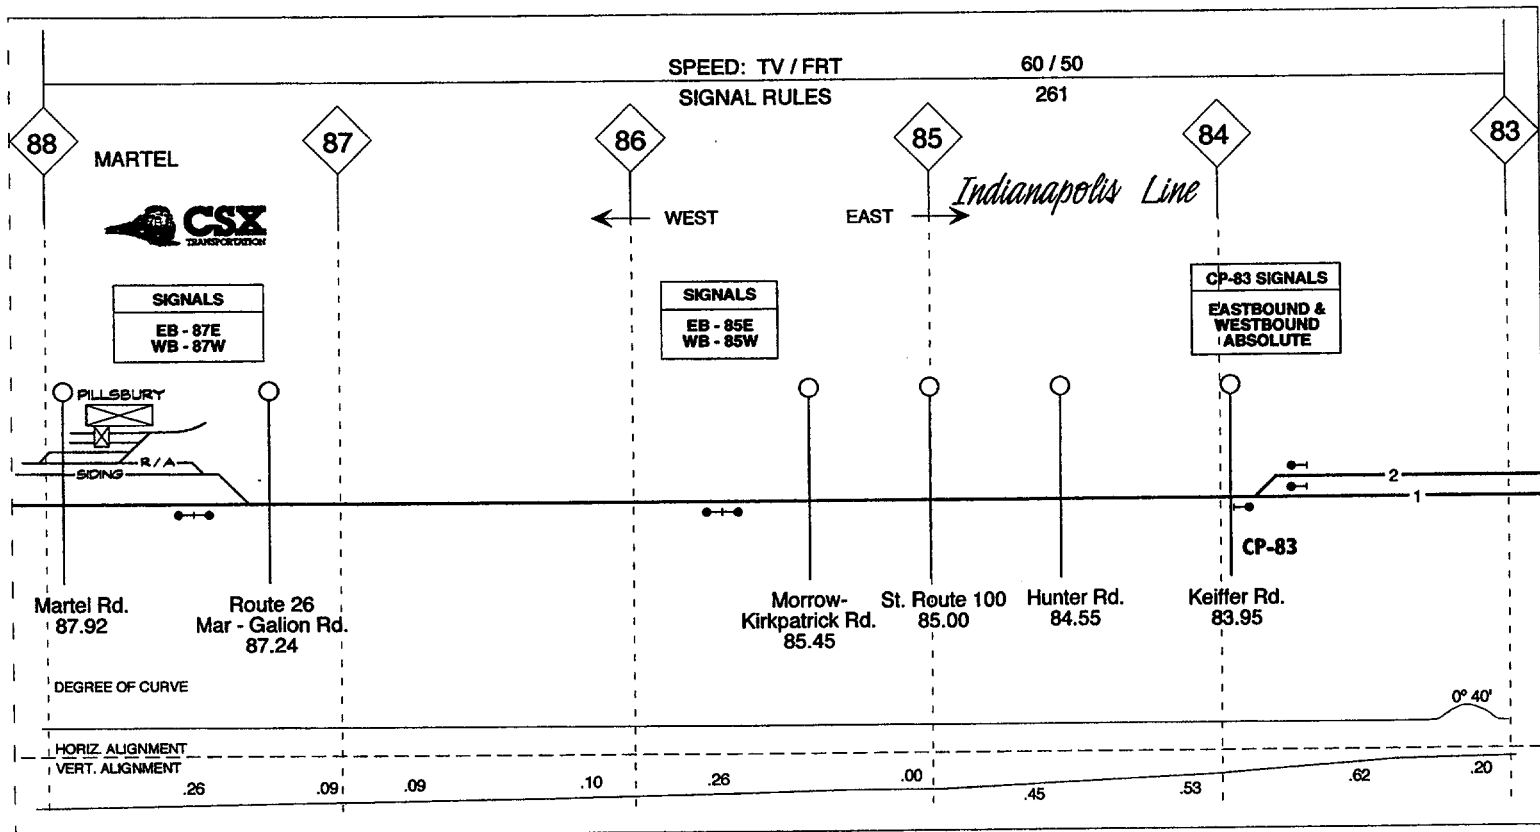 SPEED: TV / FRT 60 / 50
SIGNAL RULES 261
88 87 86 85 84 83
MARTEL
Indianapolis Line
WEST EAST
CSX
TRANSPORTATION
SIGNALS
EB - 87E
WB - 87W
SIGNALS
EB - 85E
WB - 85W
CP-83 SIGNALS
EASTBOUND &
WESTBOUND
ABSOLUTE
PILLSBURY
R/A
SIDING
2
1
CP-83
Martel Rd.
87.92
Route 26
Mar - Galion Rd.
87.24
Morrow-
Kirkpatrick Rd.
85.45
St. Route 100
85.00
Hunter Rd.
84.55
Keiffer Rd.
83.95
DEGREE OF CURVE
0° 40'
HORIZ. ALIGNMENT
VERT. ALIGNMENT
.26 .09 .09 .10 .26 .00 .45 .53 .62 .20